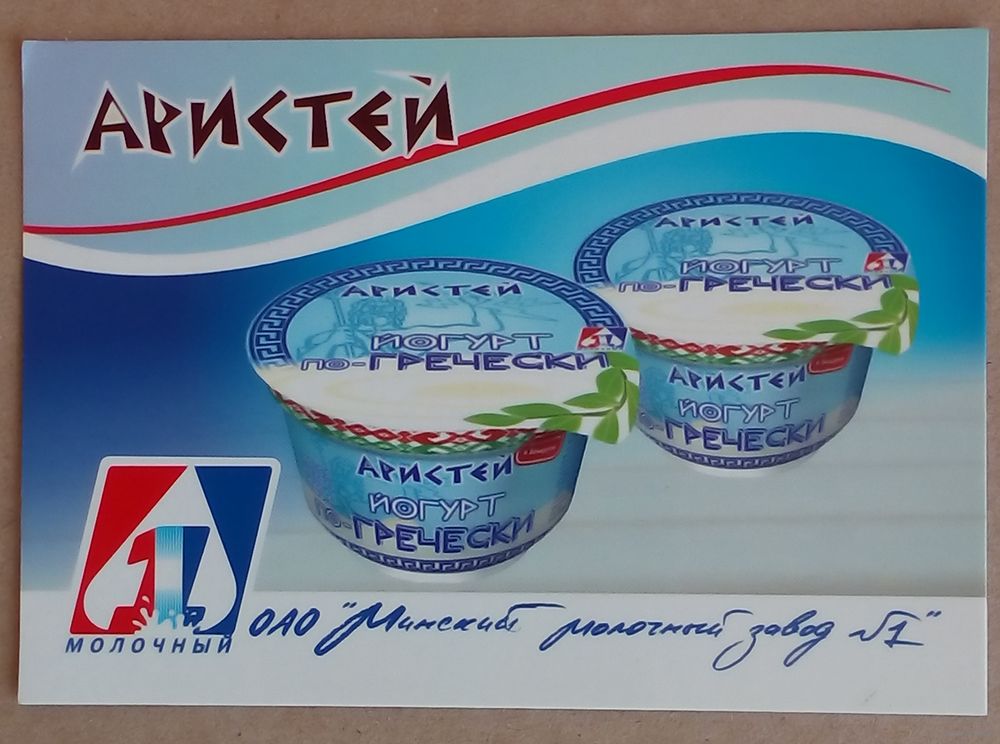 АРИСТЕЙ
АРИСТЕЙ
ЙОГУРТ
ПО-ГРЕЧЕСКИ
АРИСТЕЙ
ЙОГУРТ
ПО-ГРЕЧЕСКИ
АРИСТЕЙ
ЙОГУРТ
ПО-ГРЕЧЕСКИ
АРИСТЕЙ
ЙОГУРТ
ПО-ГРЕЧЕСКИ
1
МОЛОЧНЫЙ
ОАО "Минский молочный завод №1"